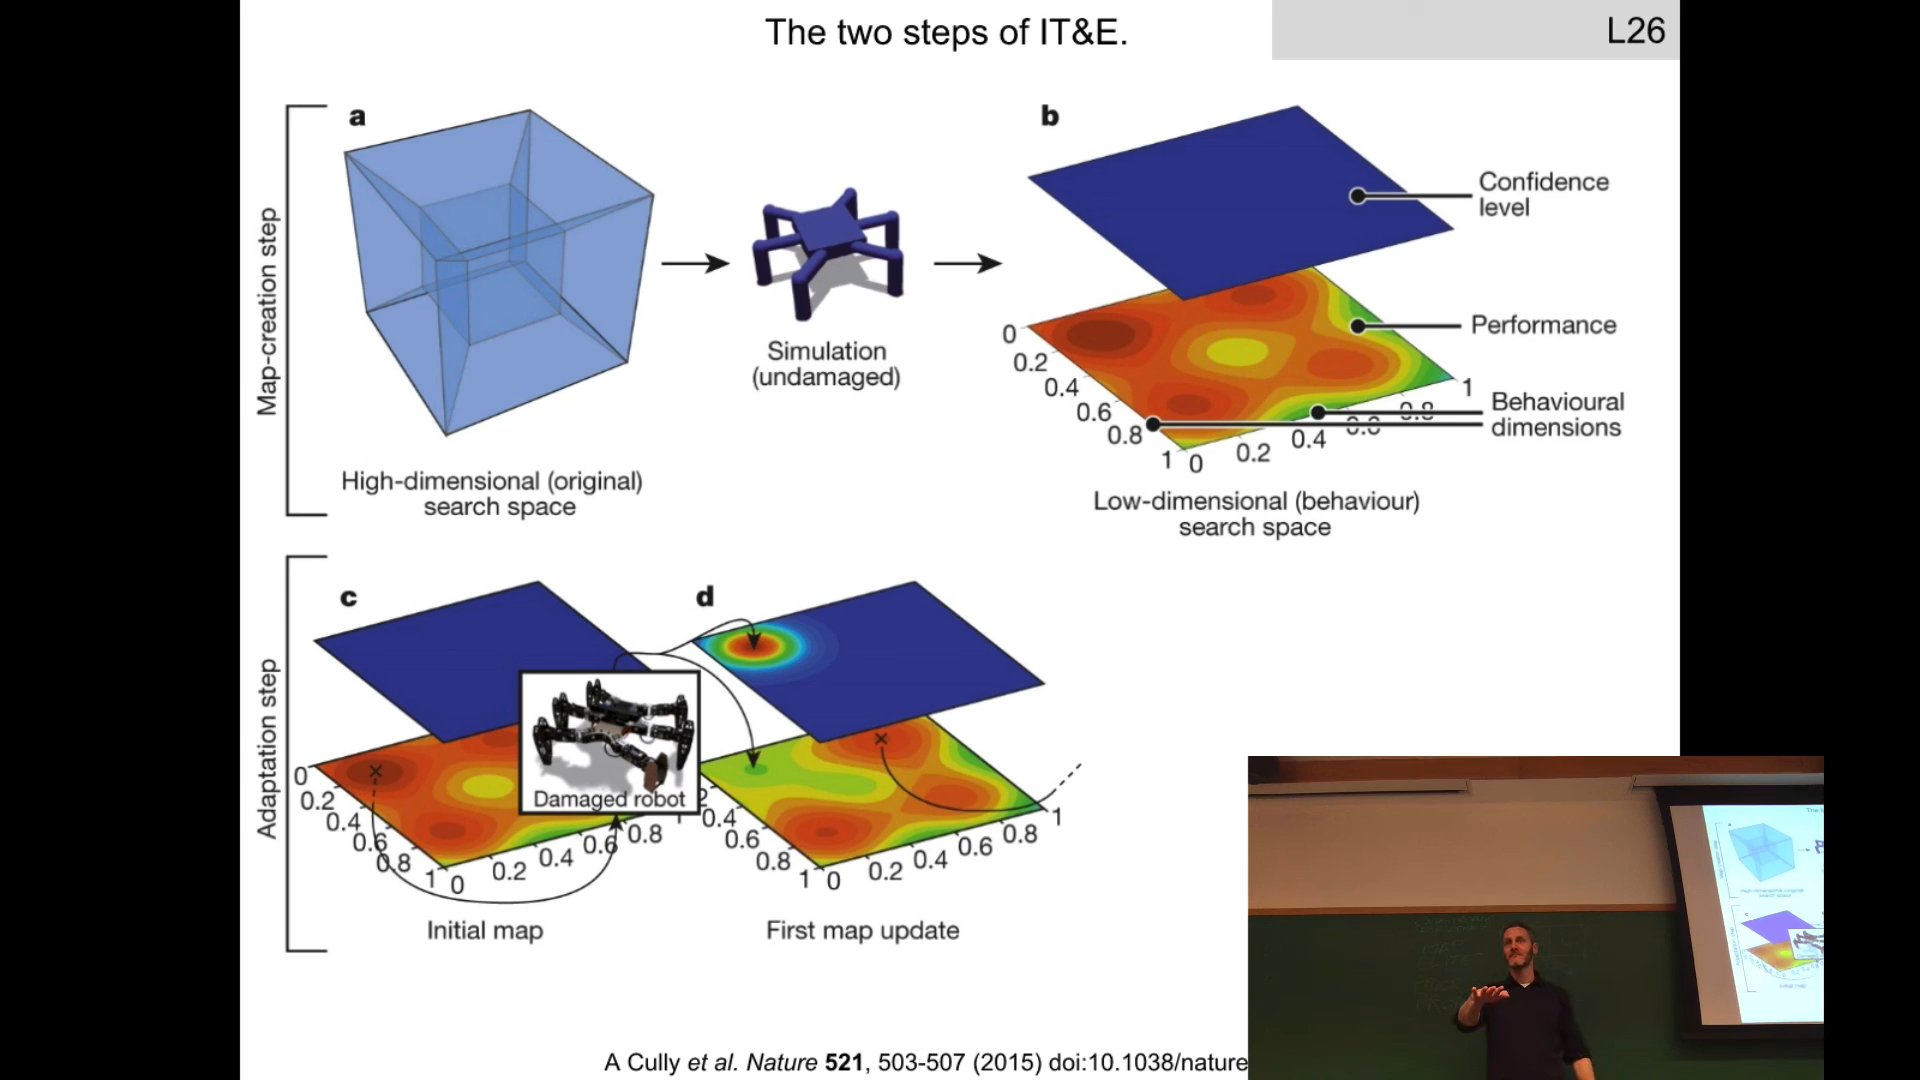 The two steps of IT&E.
L26
a
b
Map-creation step
Confidence
level
Simulation
(undamaged)
Performance
Behavioural
dimensions
0
0.2
0.4
0.6
0.8
1
0
0.2
0.4
0.6
0.8
1
High-dimensional (original)
search space
Low-dimensional (behaviour)
search space
c
d
Adaptation step
Damaged robot
0
0.2
0.4
0.6
0.8
1
0
0.2
0.4
0.6
0.8
1
0.4
0.6
0.8
1
0
0.2
0.4
0.6
0.8
1
Initial map
First map update
A Cully et al. Nature 521, 503-507 (2015) doi:10.1038/nature